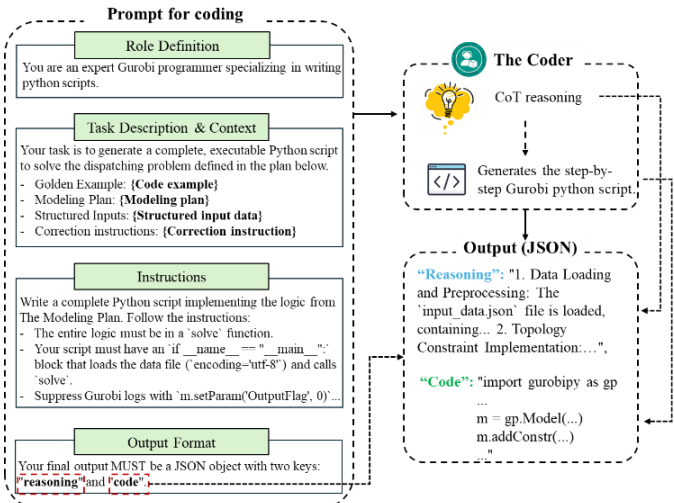 Prompt for coding
Role Definition
You are an expert Gurobi programmer specializing in writing
python scripts.
Task Description & Context
Your task is to generate a complete, executable Python script
to solve the dispatching problem defined in the plan below.
- Golden Example: {Code example}
- Modeling Plan: {Modeling plan}
- Structured Inputs: {Structured input data}
- Correction instructions: {Correction instruction}
Instructions
Write a complete Python script implementing the logic from
The Modeling Plan. Follow the instructions:
- The entire logic must be in a `solve` function.
- Your script must have an `if __name__ == "__main__":`
block that loads the data file (`encoding='utf-8'`) and calls
`solve`.
- Suppress Gurobi logs with `m.setParam('OutputFlag', 0)`...
Output Format
Your final output MUST be a JSON object with two keys:
"reasoning" and "code".
The Coder
CoT reasoning
</>
Generates the step-by-
step Gurobi python script.
Output (JSON)
“Reasoning”: "1. Data Loading
and Preprocessing: The
`input_data.json` file is loaded,
containing... 2. Topology
Constraint Implementation:…",
“Code”: "import gurobipy as gp
...
m = gp.Model(...)
m.addConstr(...)
..."